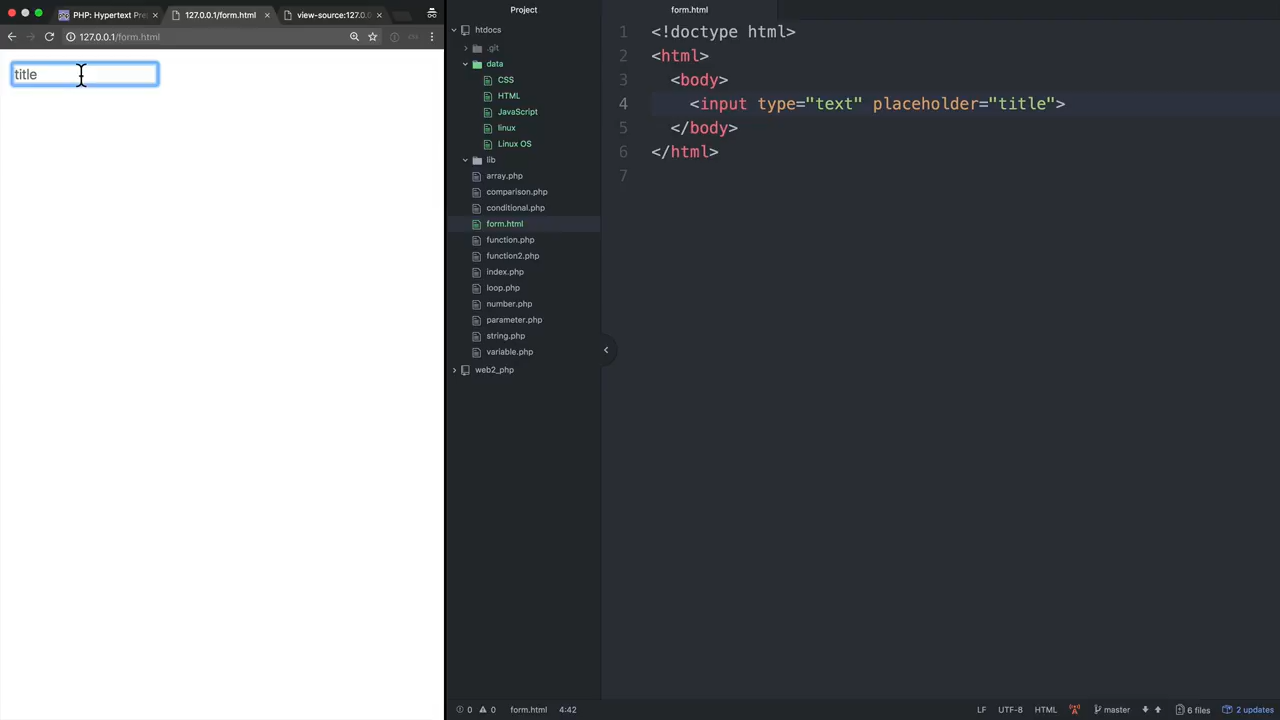 PHP: Hypertext Pre
127.0.0.1/form.html
view-source:127.0.
127.0.0.1/form.html
title
Project
htdocs
.git
data
CSS
HTML
JavaScript
linux
Linux OS
lib
array.php
comparison.php
conditional.php
form.html
function.php
function2.php
index.php
loop.php
number.php
parameter.php
string.php
variable.php
web2_php
form.html
1 <!doctype html>
2 <html>
3 <body>
4 <input type="text" placeholder="title">
5 </body>
6 </html>
7
0 0 form.html 4:42
LF UTF-8 HTML master 6 files 2 updates